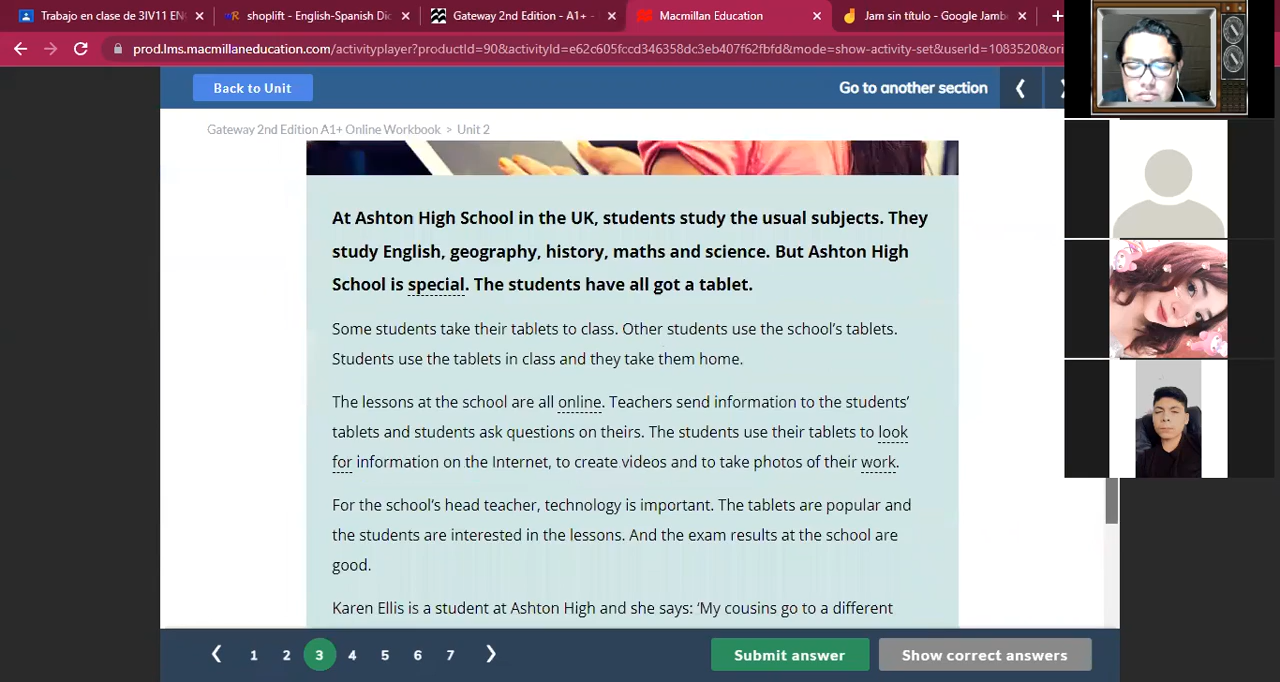 Trabajo en clase de 3IV11 EN
shoplift - English-Spanish Dic
Gateway 2nd Edition - A1+ -
Macmillan Education
Jam sin título - Google Jamb
prod.lms.macmillaneducation.com/activityplayer?productId=90&activityId=e62c605fccd346358dc3eb407f62fbfd&mode=show-activity-set&userId=1083520&ori
Back to Unit
Go to another section
Gateway 2nd Edition A1+ Online Workbook > Unit 2
At Ashton High School in the UK, students study the usual subjects. They
study English, geography, history, maths and science. But Ashton High
School is special. The students have all got a tablet.
Some students take their tablets to class. Other students use the school's tablets.
Students use the tablets in class and they take them home.
The lessons at the school are all online. Teachers send information to the students'
tablets and students ask questions on theirs. The students use their tablets to look
for information on the Internet, to create videos and to take photos of their work.
For the school's head teacher, technology is important. The tablets are popular and
the students are interested in the lessons. And the exam results at the school are
good.
Karen Ellis is a student at Ashton High and she says: 'My cousins go to a different
1 2 3 4 5 6 7
Submit answer
Show correct answers